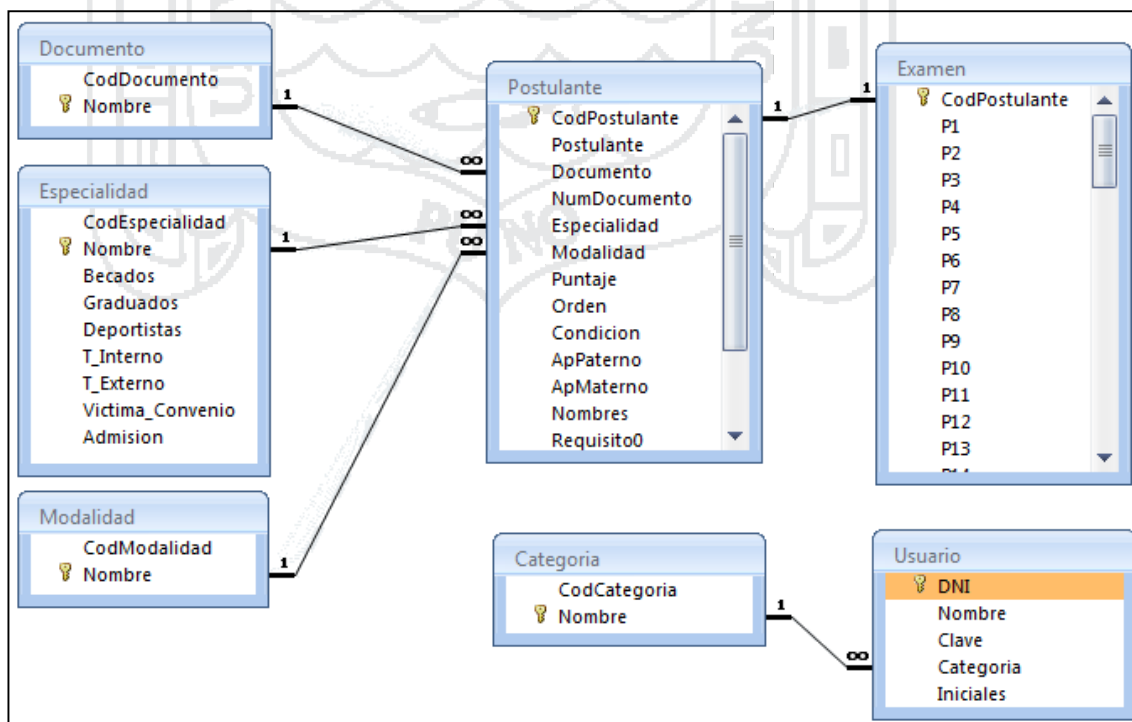 Documento
CodDocumento
Nombre
1
Especialidad
CodEspecialidad
Nombre
Becados
Graduados
Deportistas
T_Interno
T_Externo
Victima_Convenio
Admision
1
Modalidad
CodModalidad
Nombre
1
Postulante
CodPostulante
Postulante
Documento
NumDocumento
Especialidad
Modalidad
Puntaje
Orden
Condicion
ApPaterno
ApMaterno
Nombres
Requisito0
∞
∞
∞
1
1
Examen
CodPostulante
P1
P2
P3
P4
P5
P6
P7
P8
P9
P10
P11
P12
P13
P14
Categoria
CodCategoria
Nombre
1
∞
Usuario
DNI
Nombre
Clave
Categoria
Iniciales
PUNO